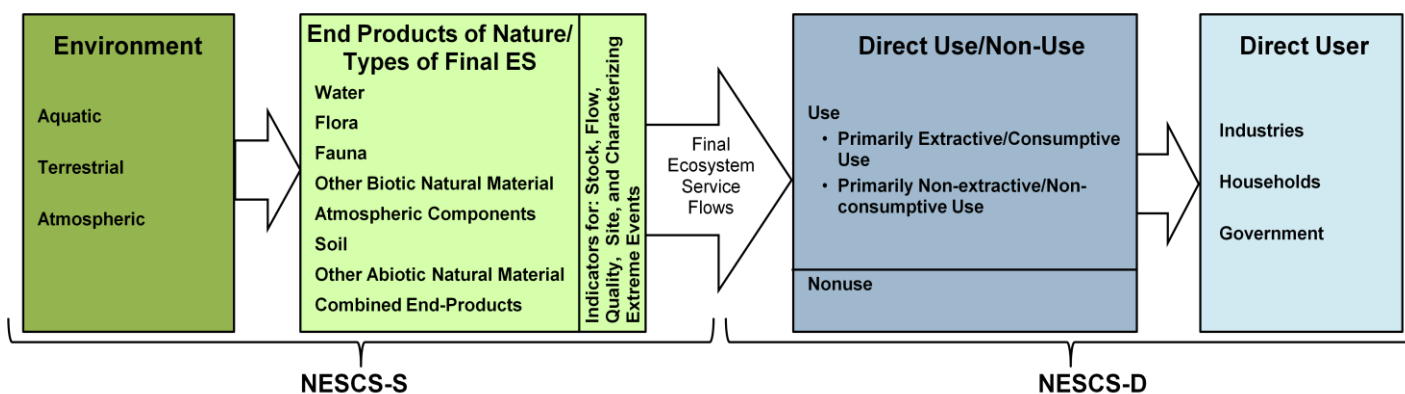 Environment
Aquatic
Terrestrial
Atmospheric
End Products of Nature/
Types of Final ES
Water
Flora
Fauna
Other Biotic Natural Material
Atmospheric Components
Soil
Other Abiotic Natural Material
Combined End-Products
Indicators for: Stock, Flow,
Quality, Site, and Characterizing
Extreme Events
Final
Ecosystem
Service
Flows
Direct Use/Non-Use
Use
• Primarily Extractive/Consumptive
Use
• Primarily Non-extractive/Non-
consumptive Use
Nonuse
Direct User
Industries
Households
Government
NESCS-S
NESCS-D